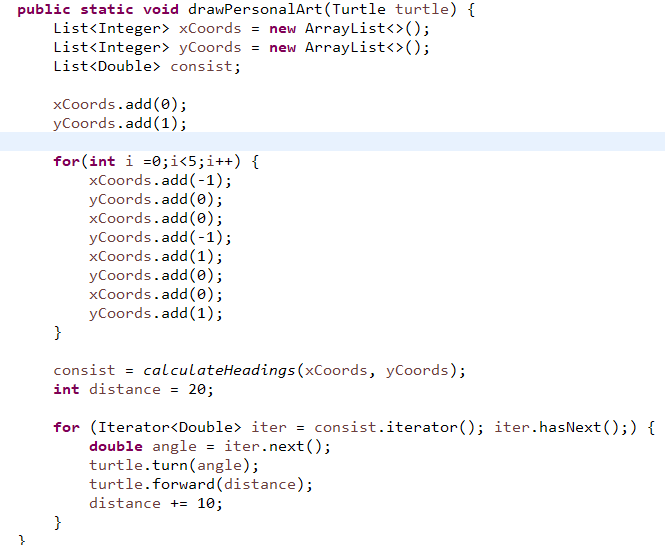 public static void drawPersonalArt(Turtle turtle) {
    List<Integer> xCoords = new ArrayList<>();
    List<Integer> yCoords = new ArrayList<>();
    List<Double> consist;

    xCoords.add(0);
    yCoords.add(1);

    for(int i =0;i<5;i++) {
        xCoords.add(-1);
        yCoords.add(0);
        xCoords.add(0);
        yCoords.add(-1);
        xCoords.add(1);
        yCoords.add(0);
        xCoords.add(0);
        yCoords.add(1);
    }

    consist = calculateHeadings(xCoords, yCoords);
    int distance = 20;

    for (Iterator<Double> iter = consist.iterator(); iter.hasNext();) {
        double angle = iter.next();
        turtle.turn(angle);
        turtle.forward(distance);
        distance += 10;
    }
}